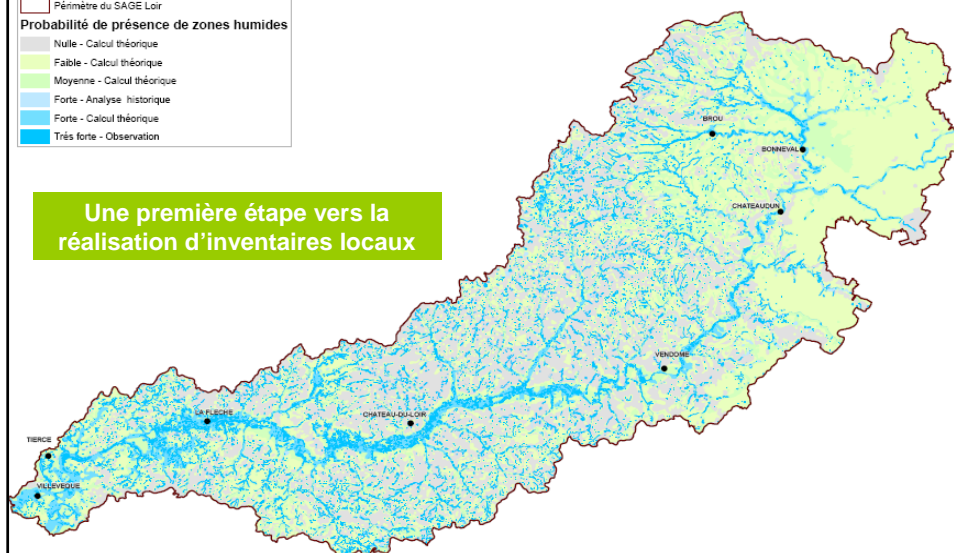 Périmètre du SAGE Loir
Probabilité de présence de zones humides
Nulle - Calcul théorique
Faible - Calcul théorique
Moyenne - Calcul théorique
Forte - Analyse historique
Forte - Calcul théorique
Trés forte - Observation
Une première étape vers la
réalisation d'inventaires locaux
BROU
BONNEVAL
CHATEAUDUN
VENDOME
CHATEAU-DU-LOIR
LA FLECHE
TIERCE
VILLEVEQUE